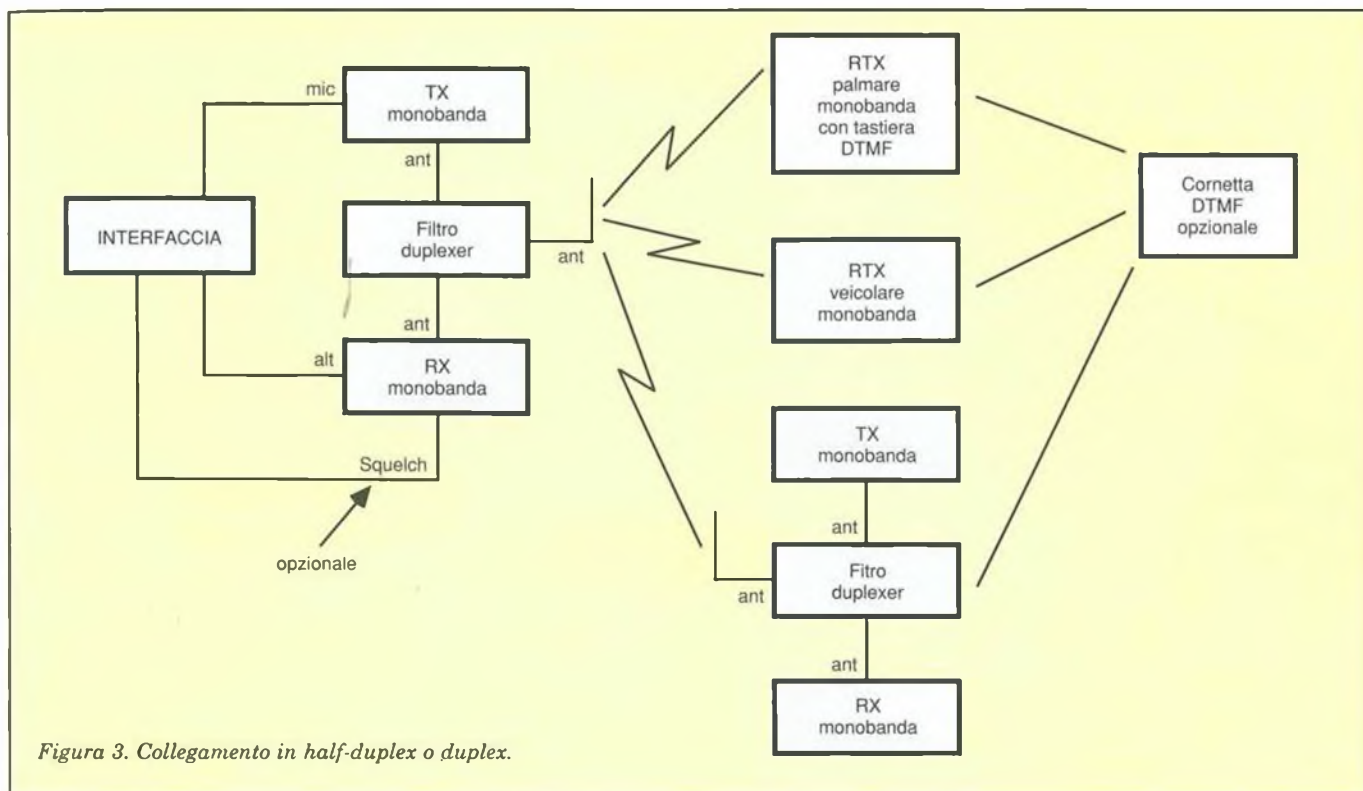 mic
TX
monobanda
ant
INTERFACCIA
Filtro
duplexer
ant
ant
alt
RX
monobanda
Squelch
opzionale
RTX
palmare
monobanda
con tastiera
DTMF
RTX
veicolare
monobanda
TX
monobanda
ant
Fitro
duplexer
ant
ant
RX
monobanda
Cornetta
DTMF
opzionale
Figura 3. Collegamento in half-duplex o duplex.